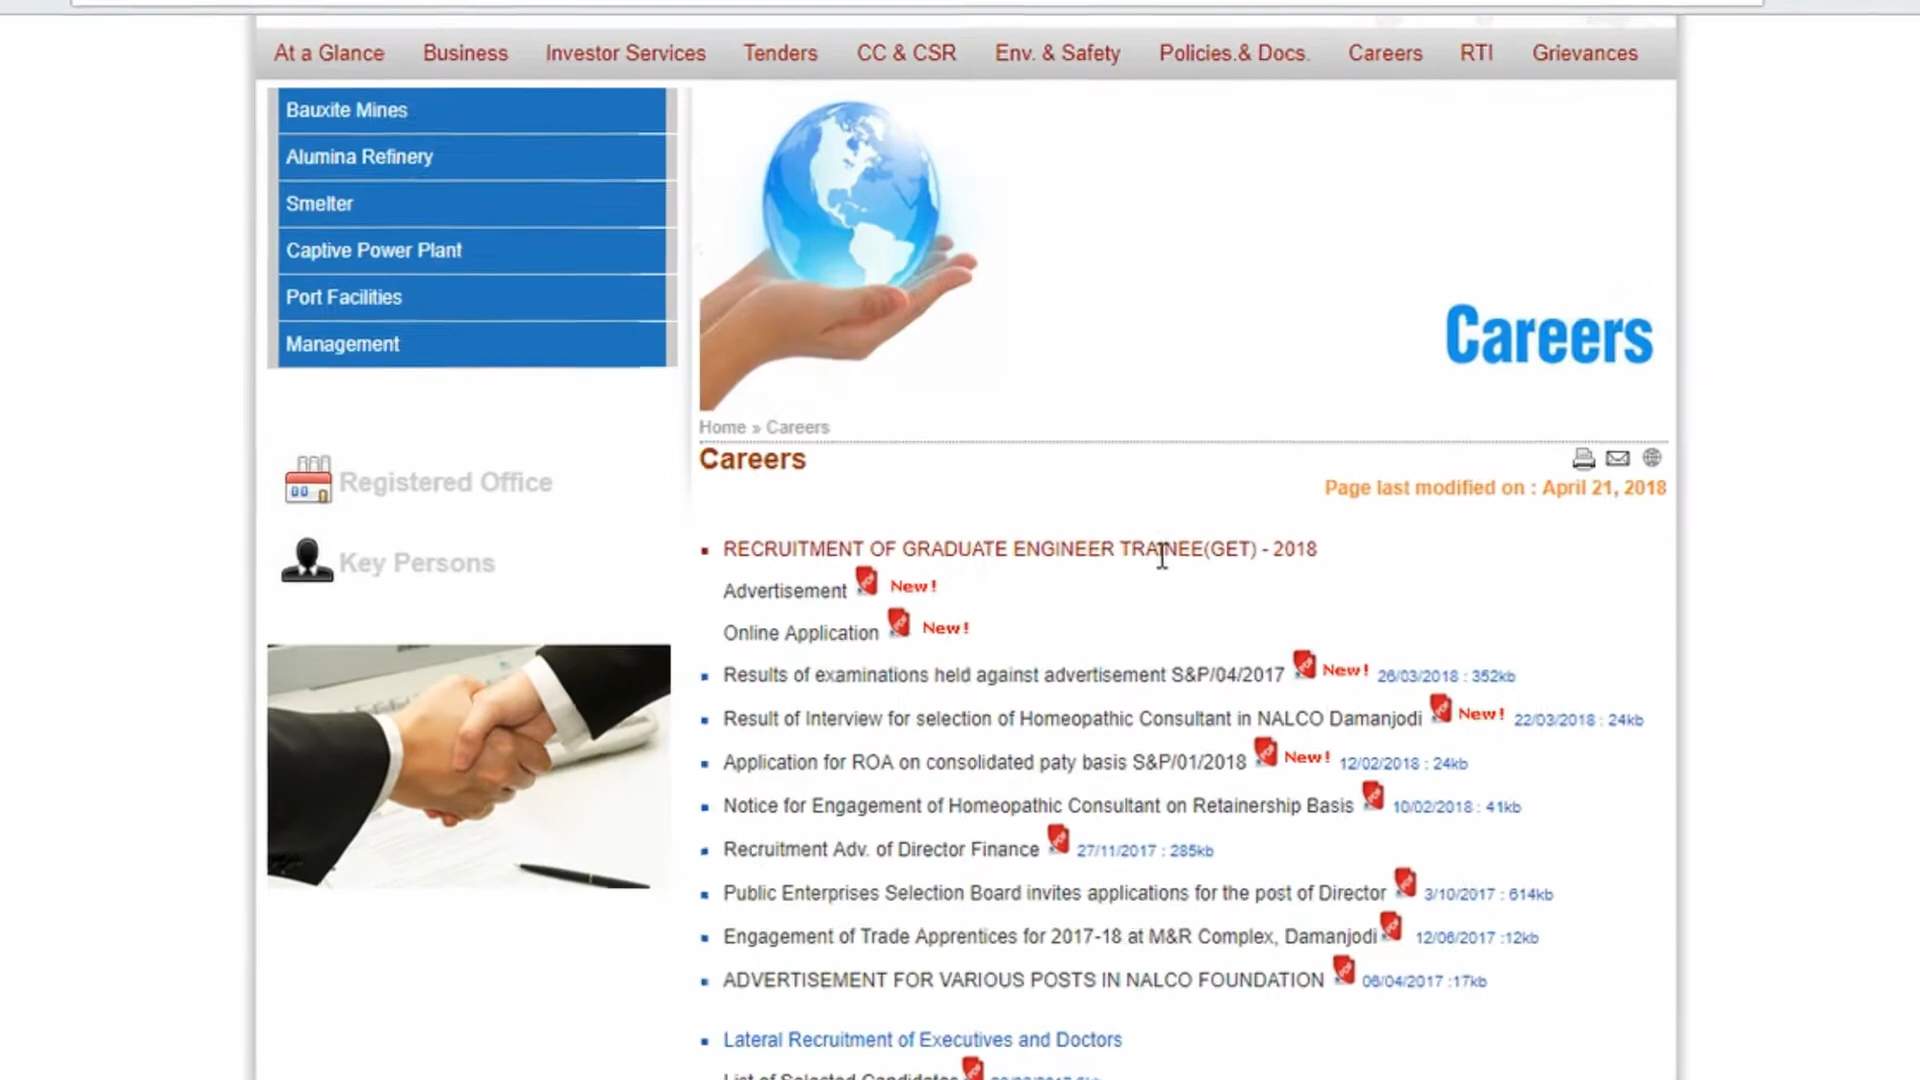 At a Glance Business Investor Services Tenders CC & CSR Env. & Safety Policies.& Docs. Careers RTI Grievances
Bauxite Mines
Alumina Refinery
Smelter
Captive Power Plant
Port Facilities
Management
Registered Office
Key Persons
Careers
Home » Careers
Careers
Page last modified on : April 21, 2018
RECRUITMENT OF GRADUATE ENGINEER TRAINEE(GET) - 2018
Advertisement New!
Online Application New!
Results of examinations held against advertisement S&P/04/2017 New! 26/03/2018 : 352kb
Result of Interview for selection of Homeopathic Consultant in NALCO Damanjodi New! 22/03/2018 : 24kb
Application for ROA on consolidated paty basis S&P/01/2018 New! 12/02/2018 : 24kb
Notice for Engagement of Homeopathic Consultant on Retainership Basis 10/02/2018 : 41kb
Recruitment Adv. of Director Finance 27/11/2017 : 285kb
Public Enterprises Selection Board invites applications for the post of Director 3/10/2017 : 614kb
Engagement of Trade Apprentices for 2017-18 at M&R Complex, Damanjodi 12/06/2017 :12kb
ADVERTISEMENT FOR VARIOUS POSTS IN NALCO FOUNDATION 06/04/2017 :17kb
Lateral Recruitment of Executives and Doctors
List of Selected Candidates